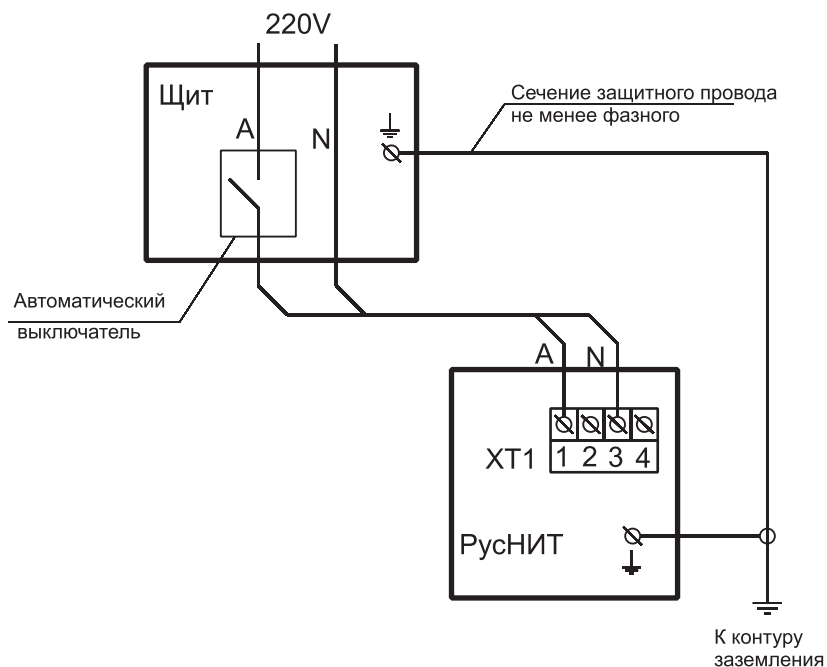 220V
Щит
Сечение защитного провода
не менее фазного
A
N
Автоматический
выключатель
A
N
XT1
1 2 3 4
РусНИТ
К контуру
заземления